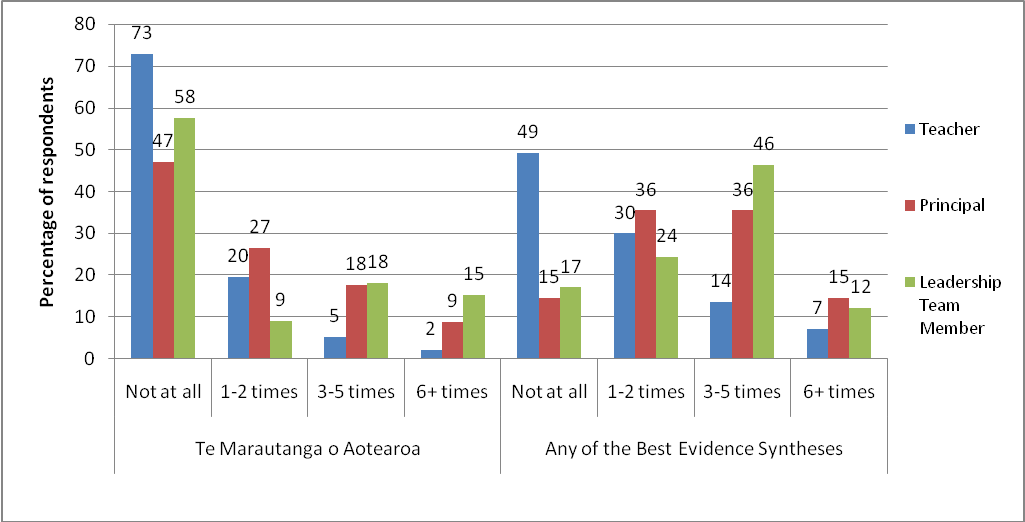 Percentage of respondents
80
70
60
50
40
30
20
10
0
73
47
58
20
27
9
5
18
18
2
9
15
49
15
17
30
36
24
14
36
46
7
15
12
Not at all
1-2 times
3-5 times
6+ times
Not at all
1-2 times
3-5 times
6+ times
Te Marautanga o Aotearoa
Any of the Best Evidence Syntheses
Teacher
Principal
Leadership
Team
Member